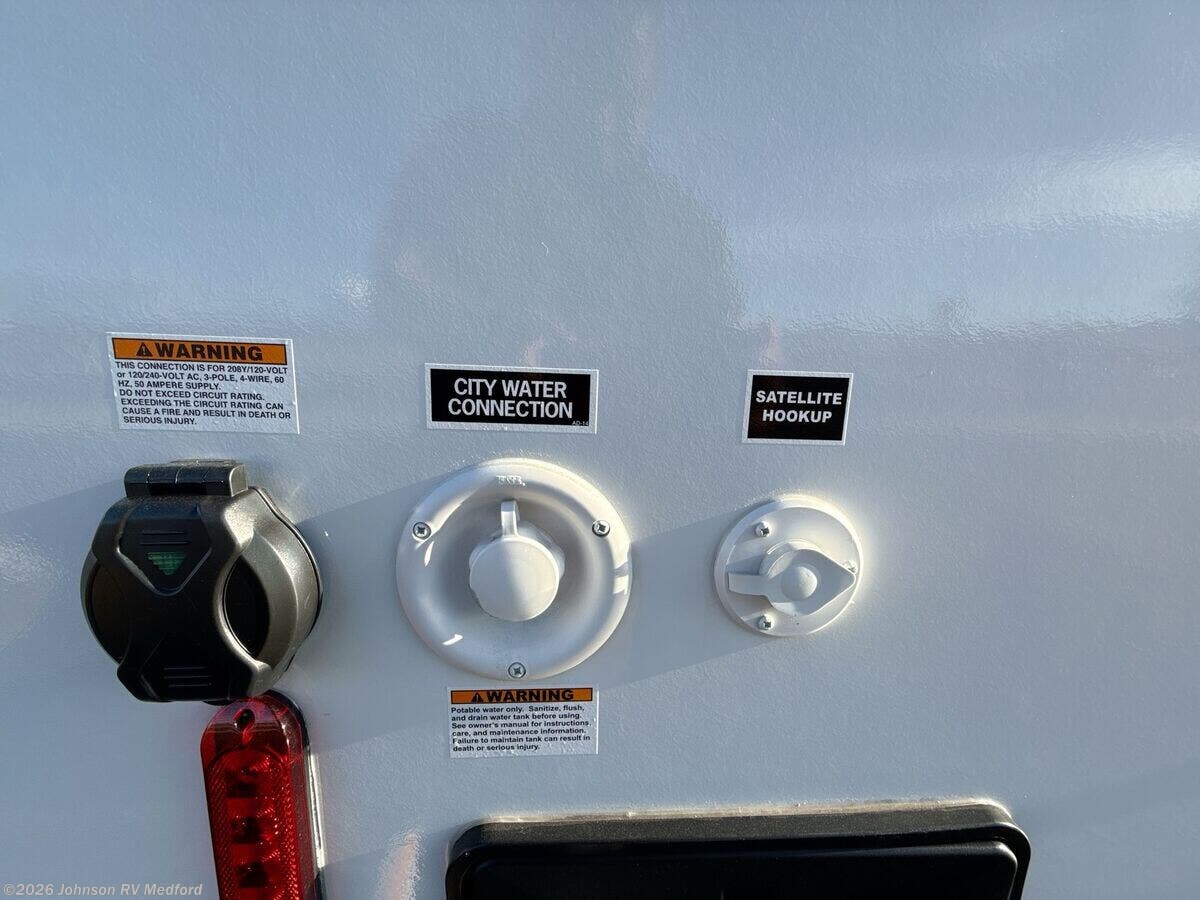 WARNING
THIS CONNECTION IS FOR 208Y/120-VOLT
or 120/240-VOLT AC, 3-POLE, 4-WIRE, 60
HZ, 50 AMPERE SUPPLY.
DO NOT EXCEED CIRCUIT RATING.
EXCEEDING THE CIRCUIT RATING CAN
CAUSE A FIRE AND RESULT IN DEATH OR
SERIOUS INJURY.
CITY WATER
CONNECTION
AD-14
SATELLITE
HOOKUP
WARNING
Potable water only. Sanitize, flush,
and drain water tank before using.
See owner's manual for instructions,
care, and maintenance information.
Failure to maintain tank can result in
death or serious injury.
©2026 Johnson RV Medford